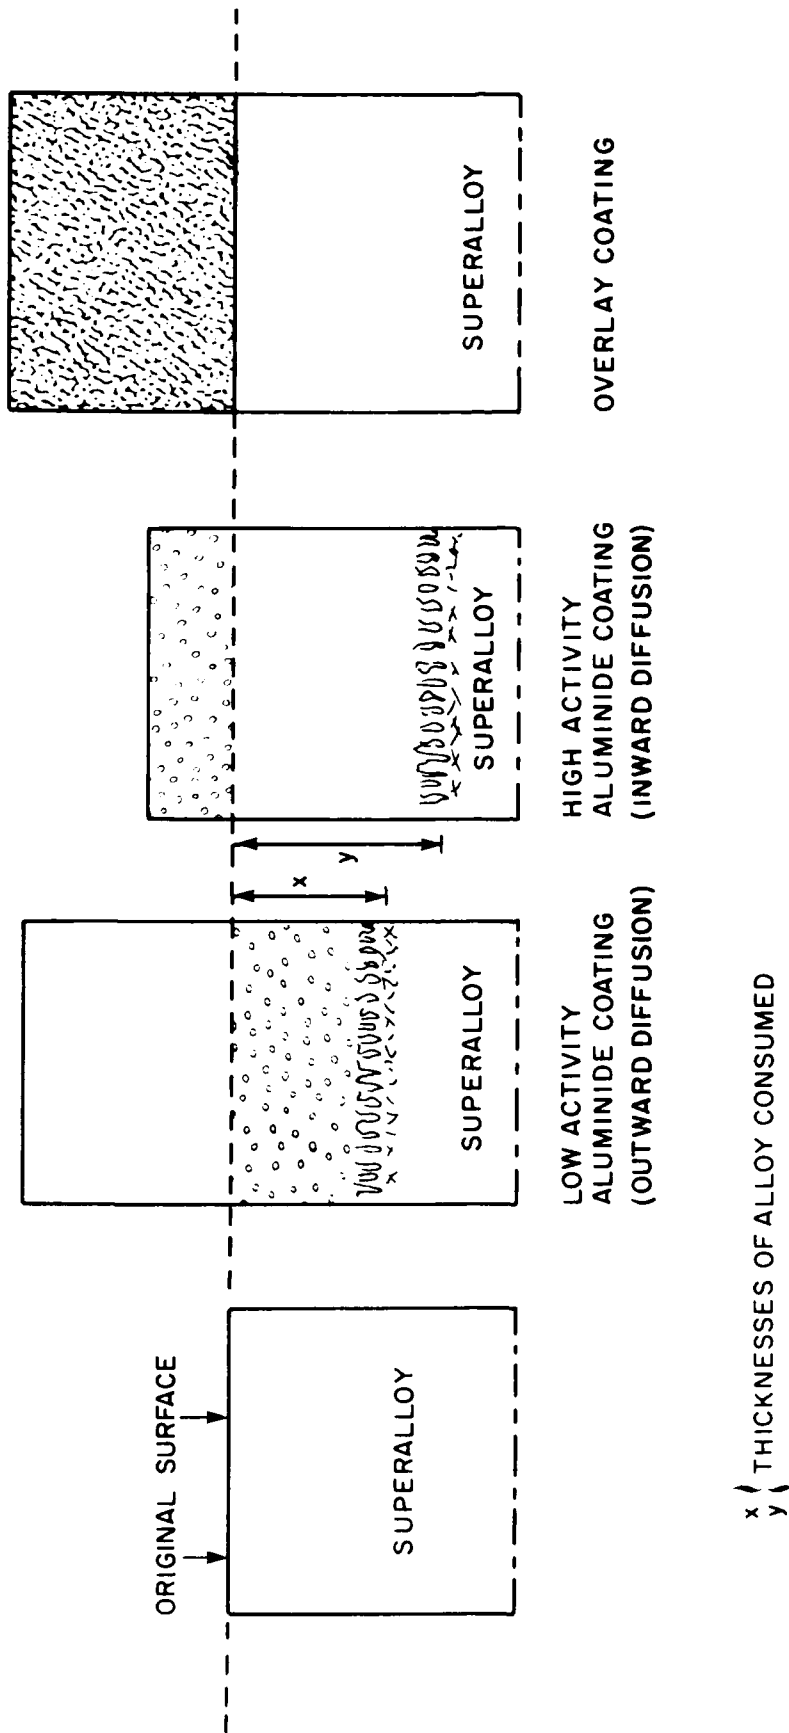 ORIGINAL SURFACE
SUPERALLOY
x
SUPERALLOY
LOW ACTIVITY
ALUMINIDE COATING
(OUTWARD DIFFUSION)
y
SUPERALLOY
HIGH ACTIVITY
ALUMINIDE COATING
(INWARD DIFFUSION)
SUPERALLOY
OVERLAY COATING
x
y } THICKNESSES OF ALLOY CONSUMED